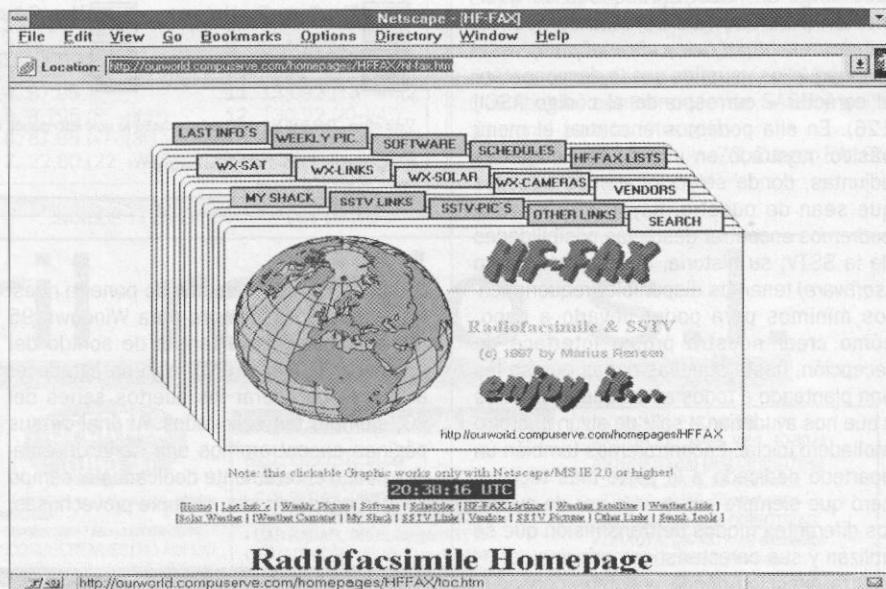 Netscape - [HF-FAX]
File Edit View Go Bookmarks Options Directory Window Help
Location: http://ourworld.compuserve.com/homepages/HFFAX/hf-fax.htm
LAST INFO´S WEEKLY PIC SOFTWARE SCHEDULES HF-FAX LISTS
WX-SAT WX-LINKS WX-SOLAR WX-CAMERAS VENDORS
MY SHACK SSTV LINKS SSTV-PIC´S OTHER LINKS SEARCH
HF-FAX
Radiofacsimile & SSTV
(c) 1997 by Marius Rensen
enjoy it...
http://ourworld.compuserve.com/homepages/HFFAX
Note: this clickable Graphic works only with Netscape/MS IE 2.0 or higher!
20:38:16 UTC
[Home | Last Info's | Weekly Picture | Software | Schedules | HF-FAX Listings | Weather Satellites | Weather Links |
Solar Weather | Weather Cameras | My Shack | SSTV Links | Vendors | SSTV Pictures | Other Links | Search Tools ]
Radiofacsimile Homepage
http://ourworld.compuserve.com/homepages/HFFAX/toc.htm